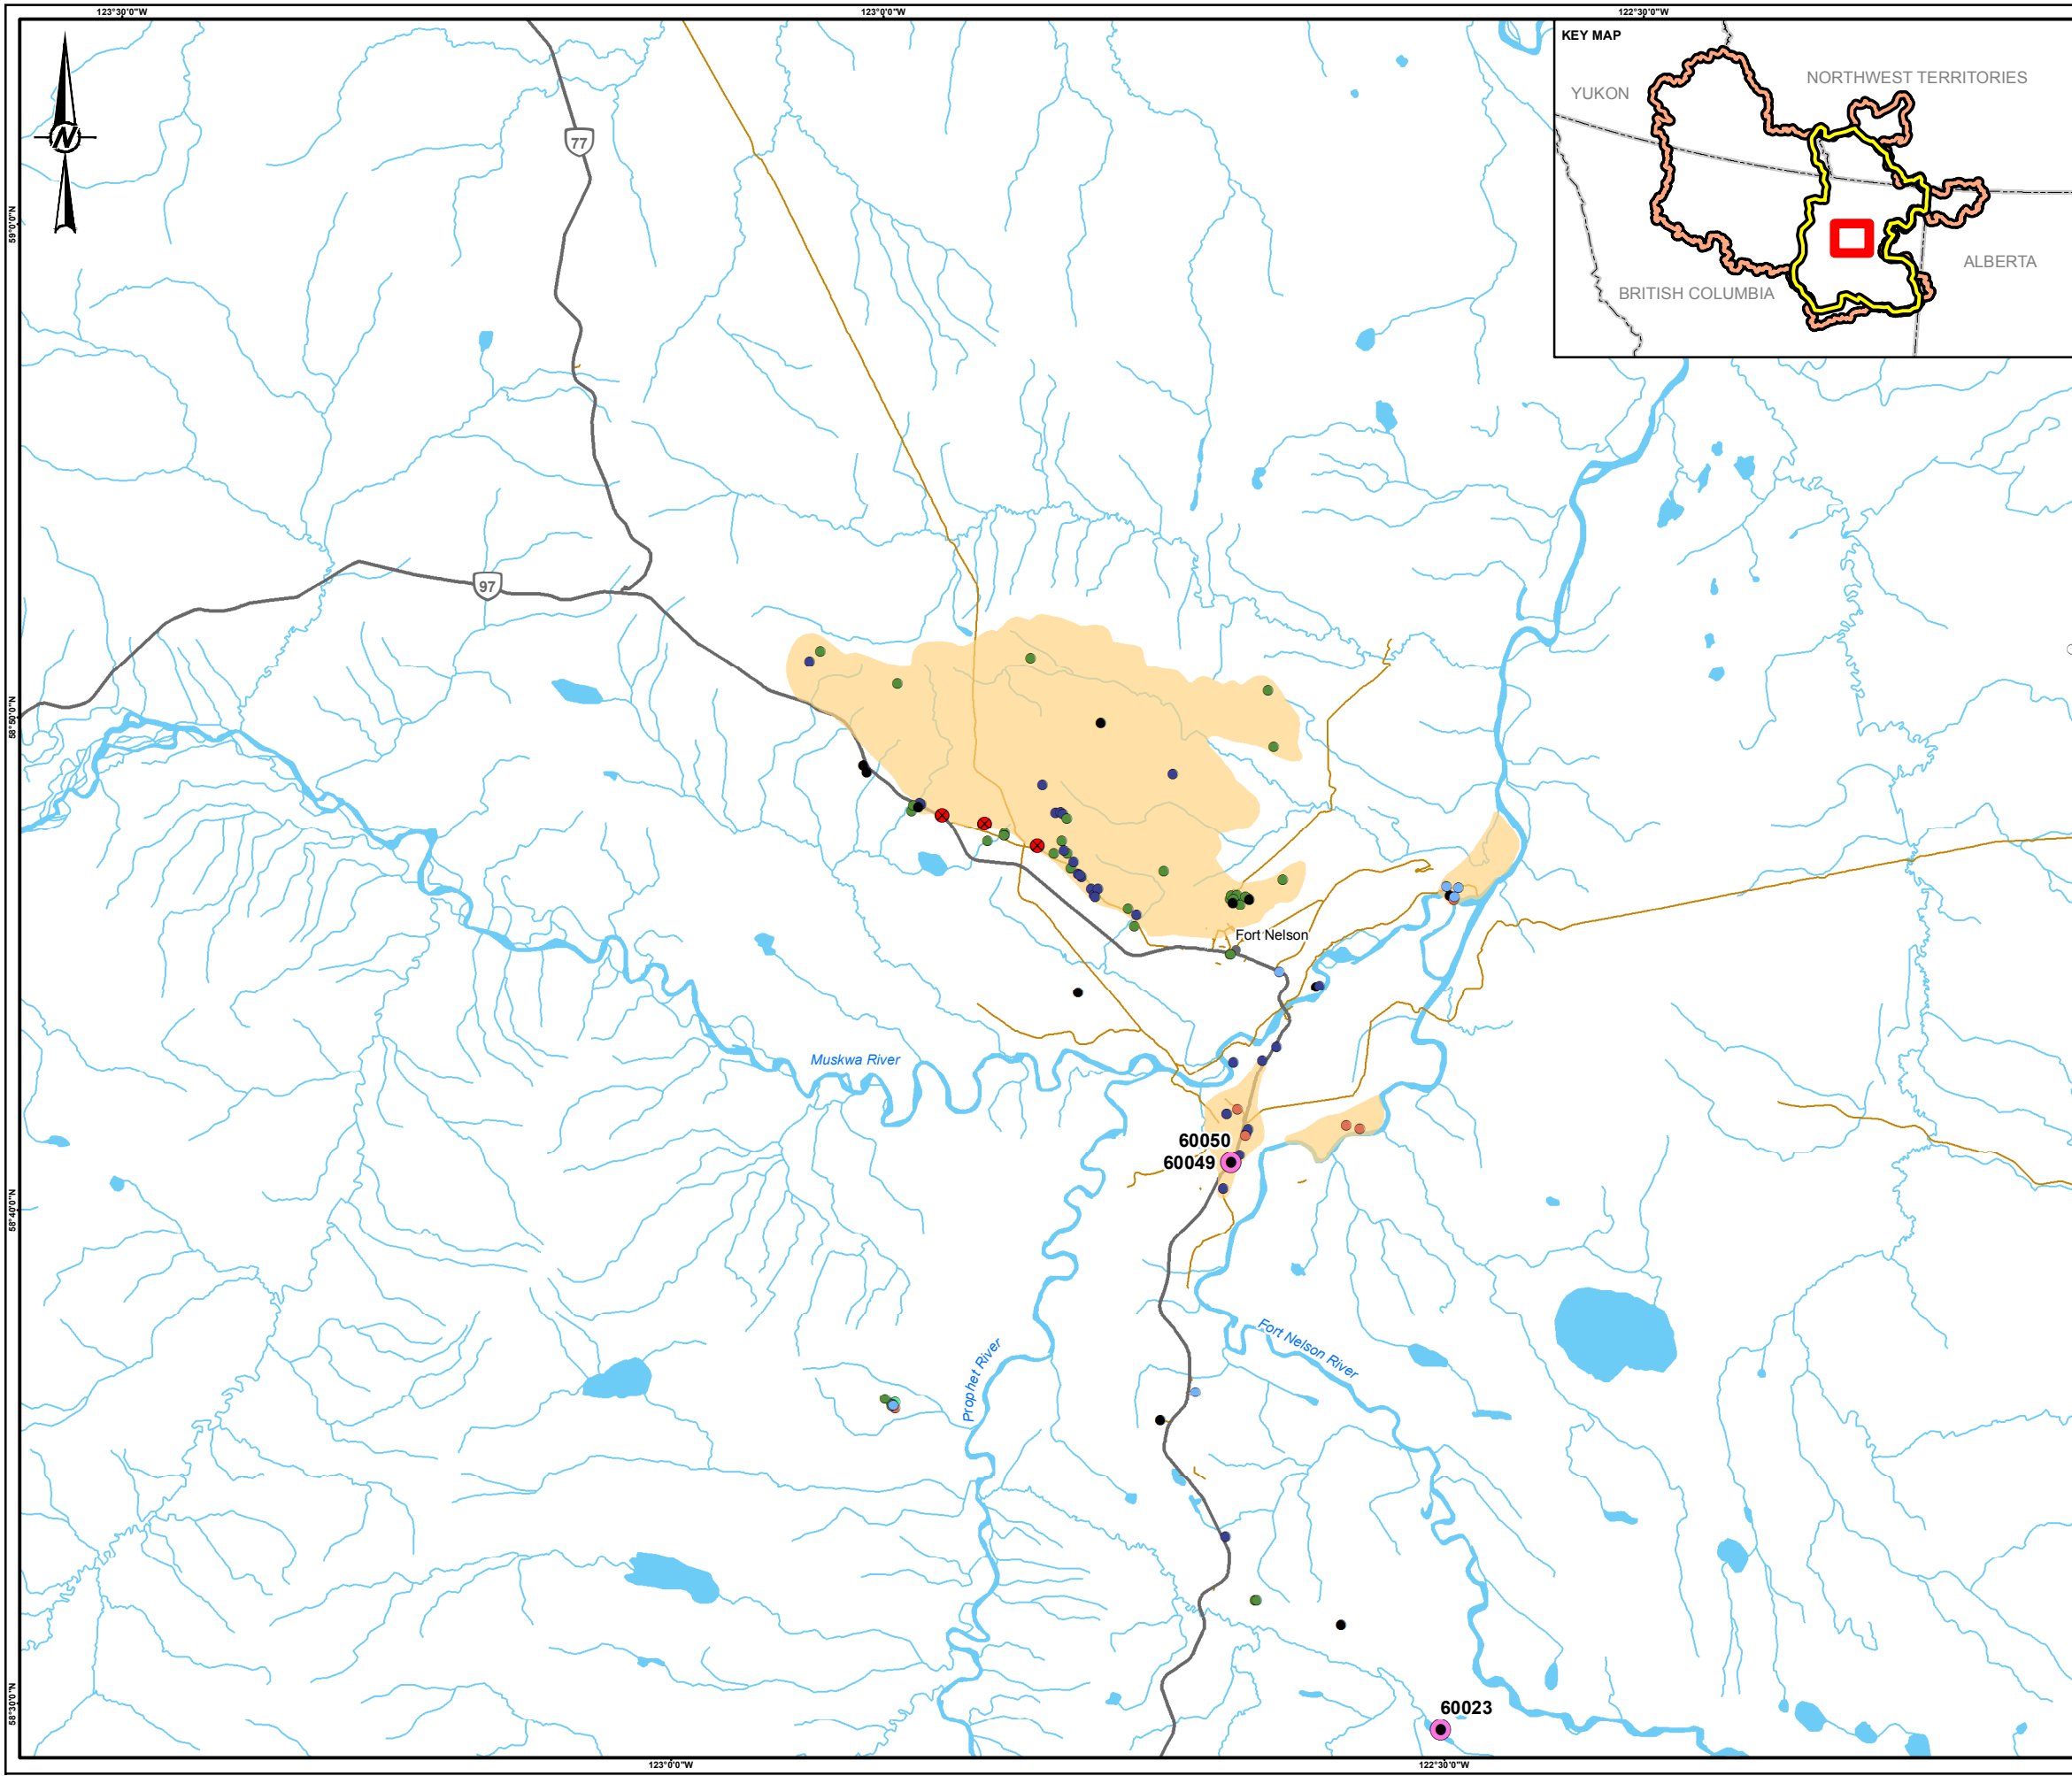 123°30'0"W
123°0'0"W
122°30'0"W
KEY MAP
NORTHWEST TERRITORIES
YUKON
ALBERTA
BRITISH COLUMBIA
N
77
59°0'0"N
97
58°50'0"N
Fort Nelson
Muskwa River
60050
60049
58°40'0"N
Fort Nelson River
Prophet River
58°30'0"N
60023
123°0'0"W
122°30'0"W